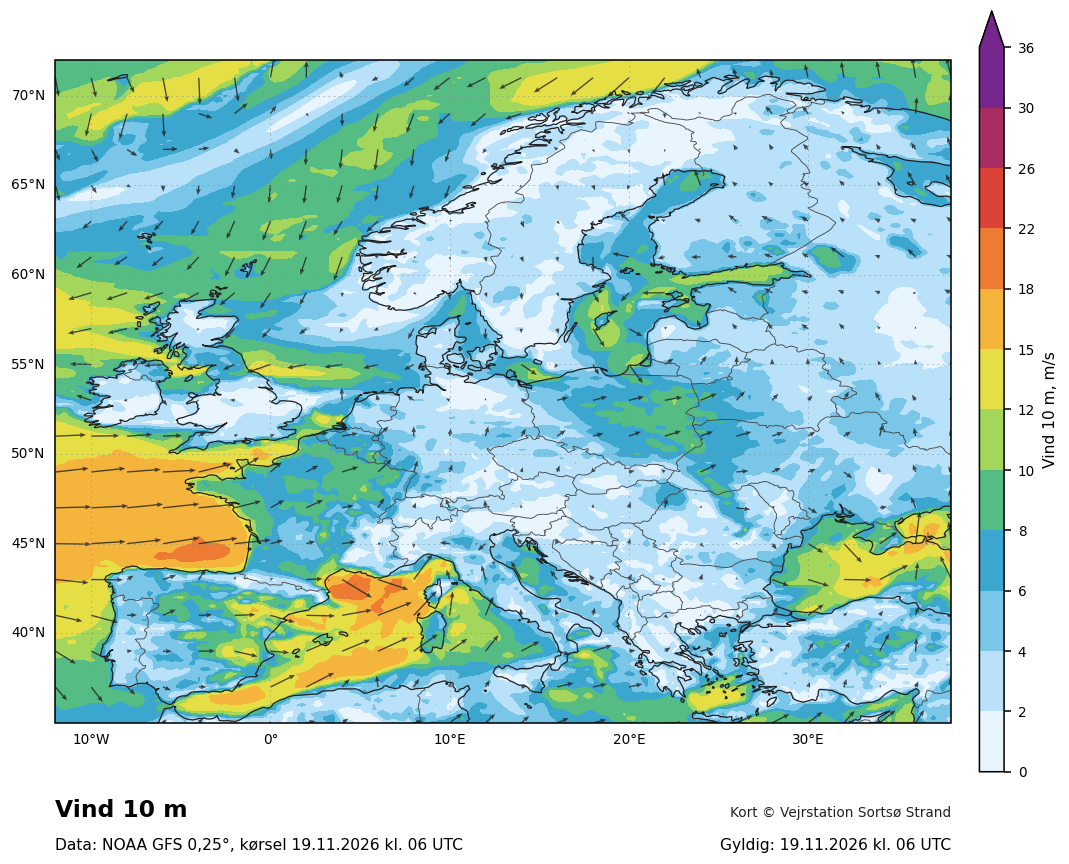 36
30
26
22
18
15
12
10
8
6
4
2
0
Vind 10 m, m/s
70°N
65°N
60°N
55°N
50°N
45°N
40°N
10°W
0°
10°E
20°E
30°E
Vind 10 m
Kort © Vejrstation Sortsø Strand
Data: NOAA GFS 0,25°, kørsel 19.11.2026 kl. 06 UTC
Gyldig: 19.11.2026 kl. 06 UTC